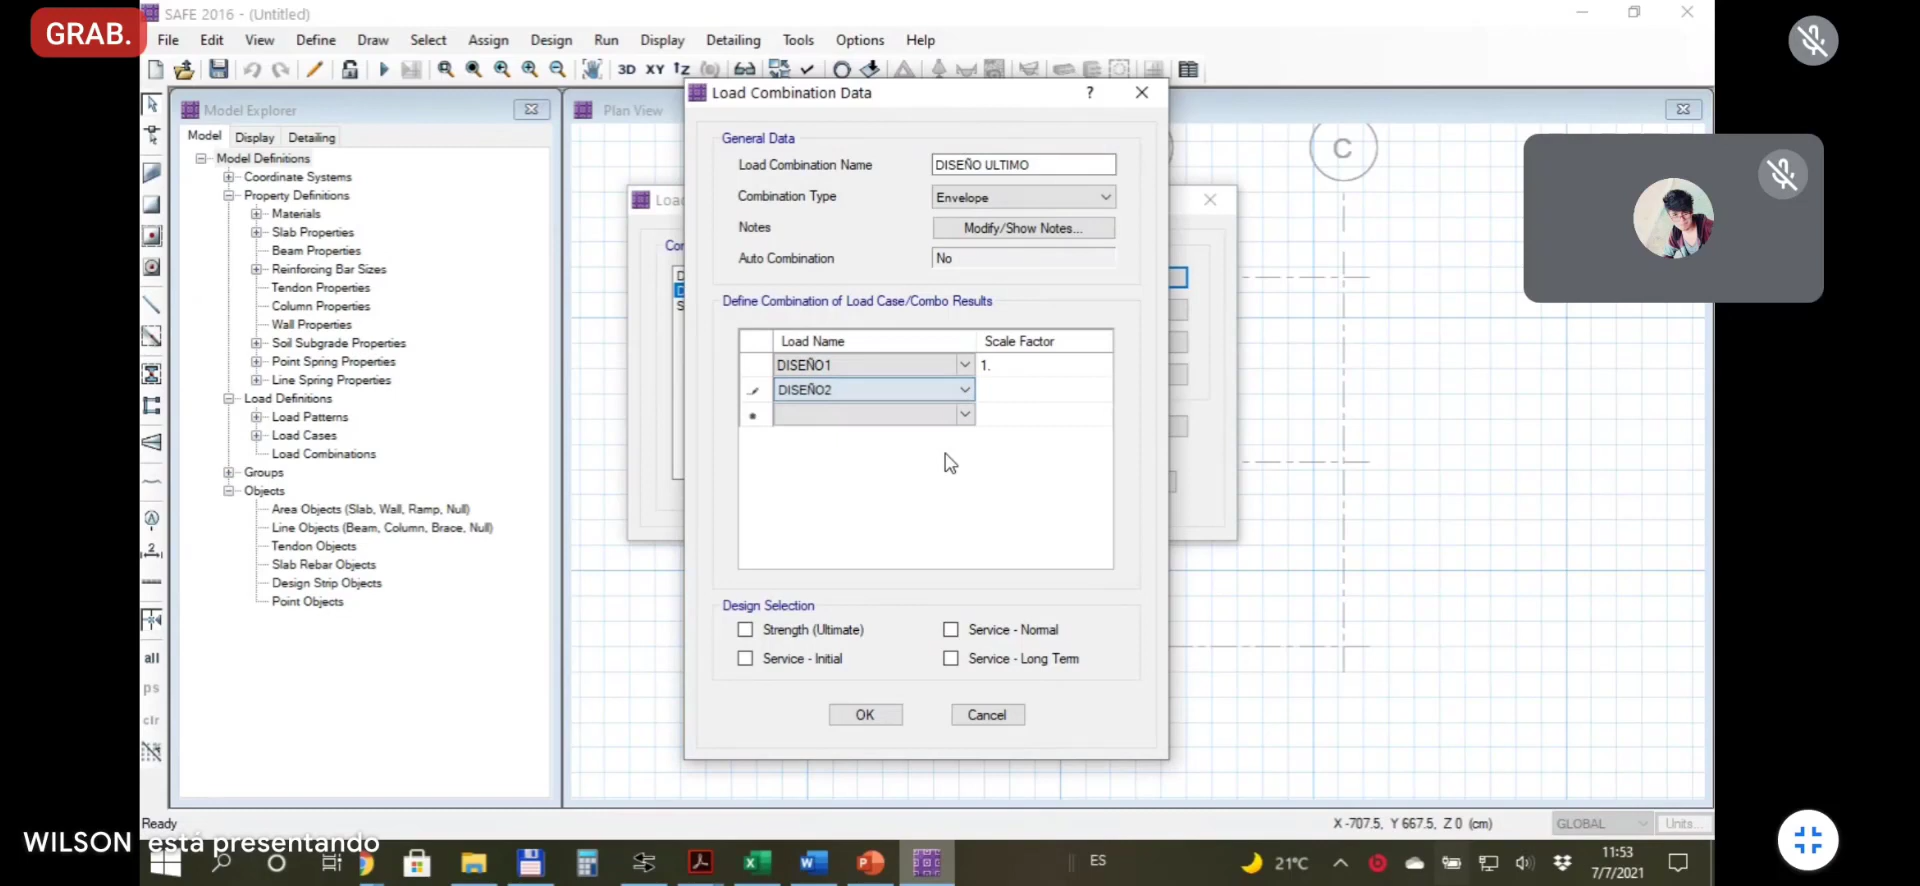 GRAB.
SAFE 2016 - (Untitled)
File Edit View Define Draw Select Assign Design Run Display Detailing Tools Options Help
3D XY
Model Explorer
Model Display Detailing
Model Definitions
Coordinate Systems
Property Definitions
Materials
Slab Properties
Beam Properties
Reinforcing Bar Sizes
Tendon Properties
Column Properties
Wall Properties
Soil Subgrade Properties
Point Spring Properties
Line Spring Properties
Load Definitions
Load Patterns
Load Cases
Load Combinations
Groups
Objects
Area Objects (Slab, Wall, Ramp, Null)
Line Objects (Beam, Column, Brace, Null)
Tendon Objects
Slab Rebar Objects
Design Strip Objects
Point Objects
all
ps
clr
Plan View
C
Load Combination Data
?
General Data
Load Combination Name DISEÑO ULTIMO
Combination Type Envelope
Notes Modify/Show Notes...
Auto Combination No
Define Combination of Load Case/Combo Results
Load Name Scale Factor
DISEÑO1 1.
DISEÑO2
Design Selection
Strength (Ultimate) Service - Normal
Service - Initial Service - Long Term
OK Cancel
Ready
X -707.5, Y 667.5, Z 0 (cm)
GLOBAL
Units...
WILSON está presentando
ES
21°C
11:53
7/7/2021